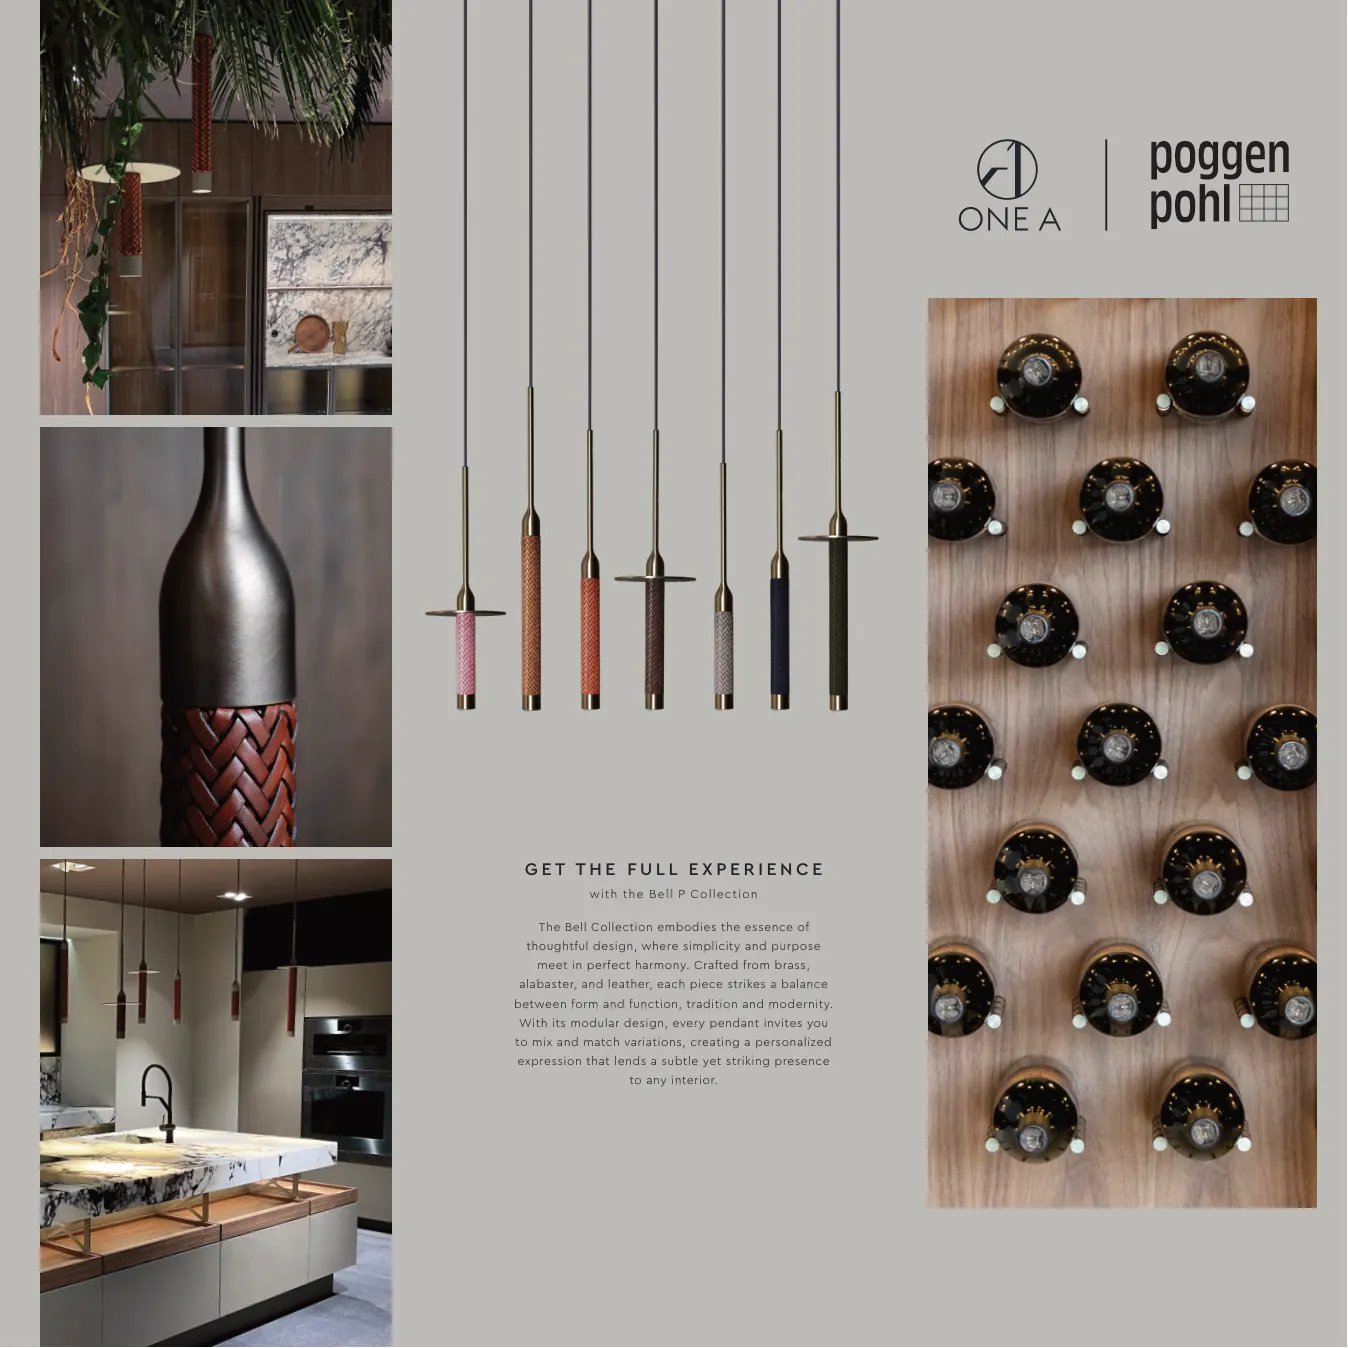 ONE A
poggen
pohl
GET THE FULL EXPERIENCE
with the Bell P Collection
The Bell Collection embodies the essence of
thoughtful design, where simplicity and purpose
meet in perfect harmony. Crafted from brass,
alabaster, and leather, each piece strikes a balance
between form and function, tradition and modernity.
With its modular design, every pendant invites you
to mix and match variations, creating a personalized
expression that lends a subtle yet striking presence
to any interior.